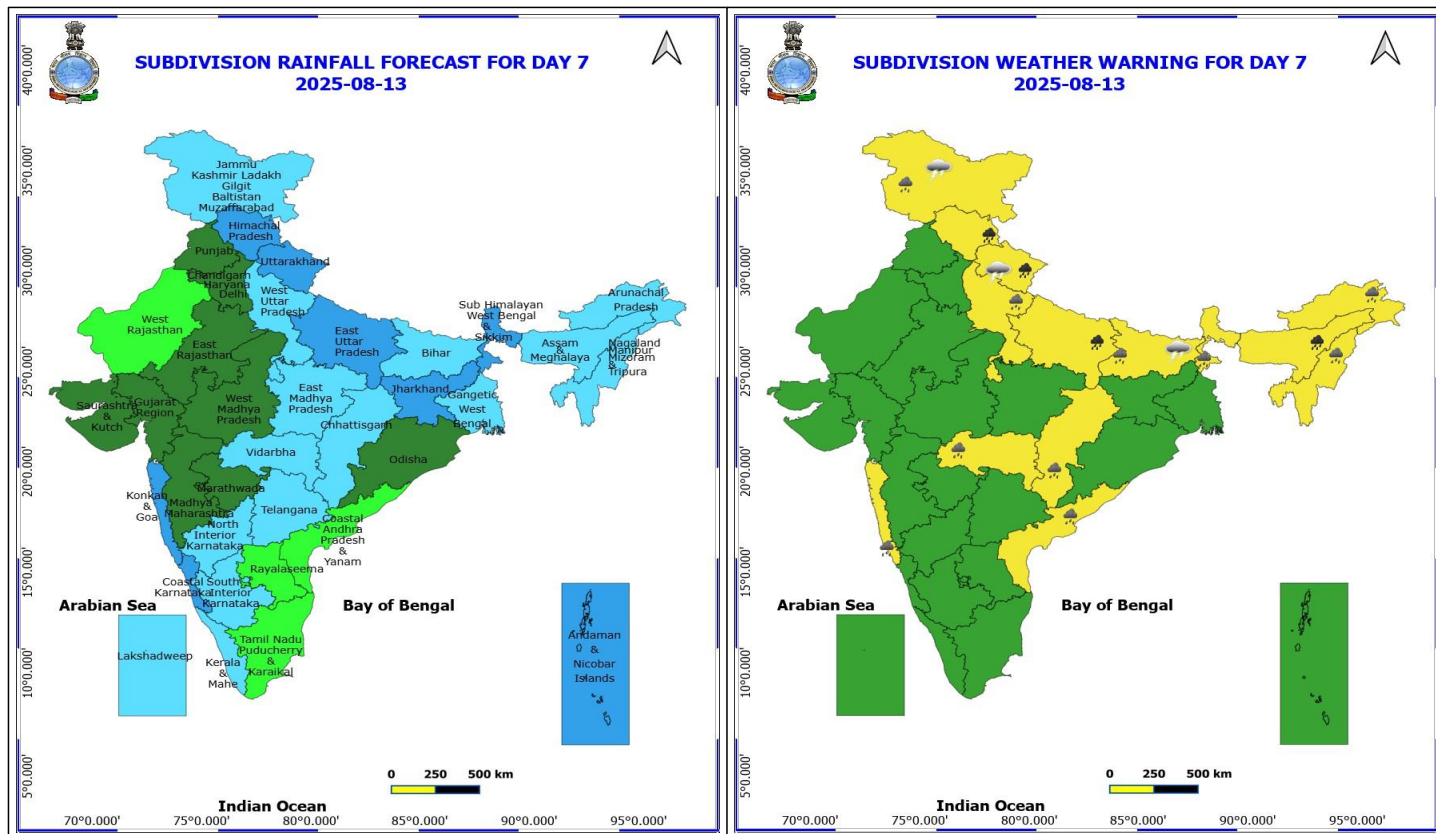 SUBDIVISION RAINFALL FORECAST FOR DAY 7
2025-08-13
40°0.000'
35°0.000'
30°0.000'
25°0.000'
20°0.000'
15°0.000'
10°0.000'
5°0.000'
Jammu
Kashmir Ladakh
Gilgit
Baltistan
Muzaffarabad
Himachal
Pradesh
Punjab
Uttarakhand
Chandigarh
Haryana
Delhi
West
Uttar
Pradesh
West
Rajasthan
East
Rajasthan
East
Uttar
Pradesh
Bihar
Sub Himalayan
West Bengal
&
Sikkim
Arunachal
Pradesh
Assam
&
Meghalaya
Nagaland
Manipur
Mizoram
&
Tripura
Saurashtra
&
Kutch
Gujarat
Region
West
Madhya
Pradesh
East
Madhya
Pradesh
Jharkhand
Gangetic
West
Bengal
Chhattisgarh
Vidarbha
Odisha
Konkan
&
Goa
Madhya
Maharashtra
Marathwada
Telangana
North
Interior
Karnataka
Coastal
Andhra
Pradesh
&
Yanam
Rayalaseema
Coastal
Karnataka
South
Interior
Karnataka
Arabian Sea
Bay of Bengal
Lakshadweep
Kerala
&
Mahe
Tamil Nadu
Puducherry
&
Karaikal
Andaman
&
Nicobar
Islands
0 250 500 km
Indian Ocean
70°0.000' 75°0.000' 80°0.000' 85°0.000' 90°0.000' 95°0.000'
SUBDIVISION WEATHER WARNING FOR DAY 7
2025-08-13
40°0.000'
35°0.000'
30°0.000'
25°0.000'
20°0.000'
15°0.000'
10°0.000'
5°0.000'
Arabian Sea
Bay of Bengal
0 250 500 km
Indian Ocean
70°0.000' 75°0.000' 80°0.000' 85°0.000' 90°0.000' 95°0.000'